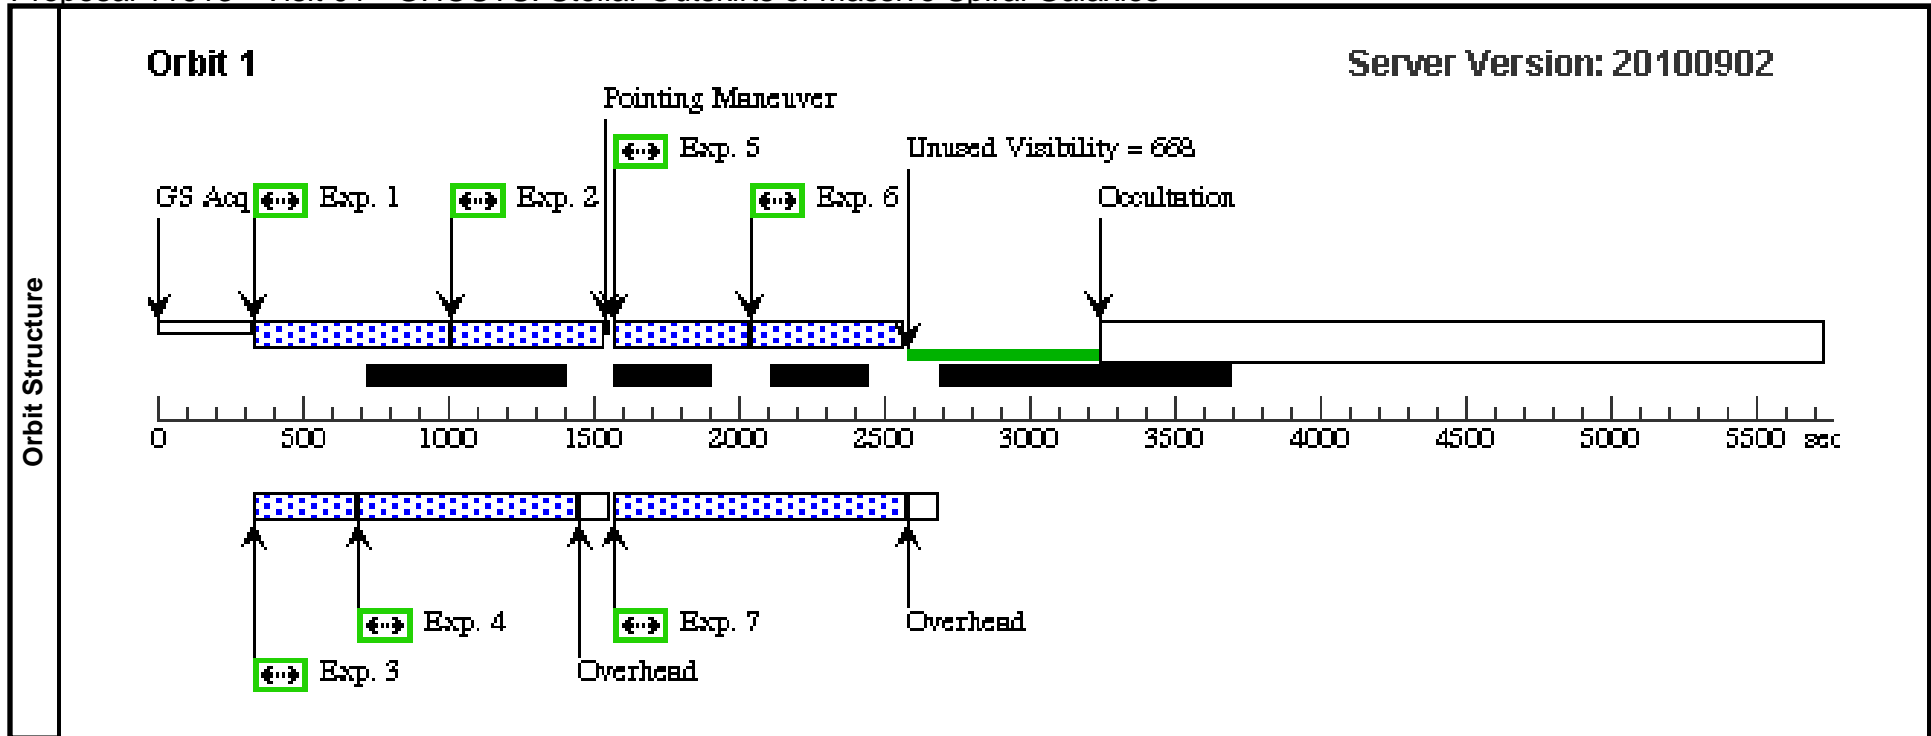 Orbit 1
Server Version: 20100902
Pointing Maneuver
Exp. 5
Unused Visibility = 668
GS Acq
Exp. 1
Exp. 2
Exp. 6
Occultation
Orbit Structure
0 500 1000 1500 2000 2500 3000 3500 4000 4500 5000 5500 sec
Exp. 4
Exp. 7
Overhead
Exp. 3
Overhead